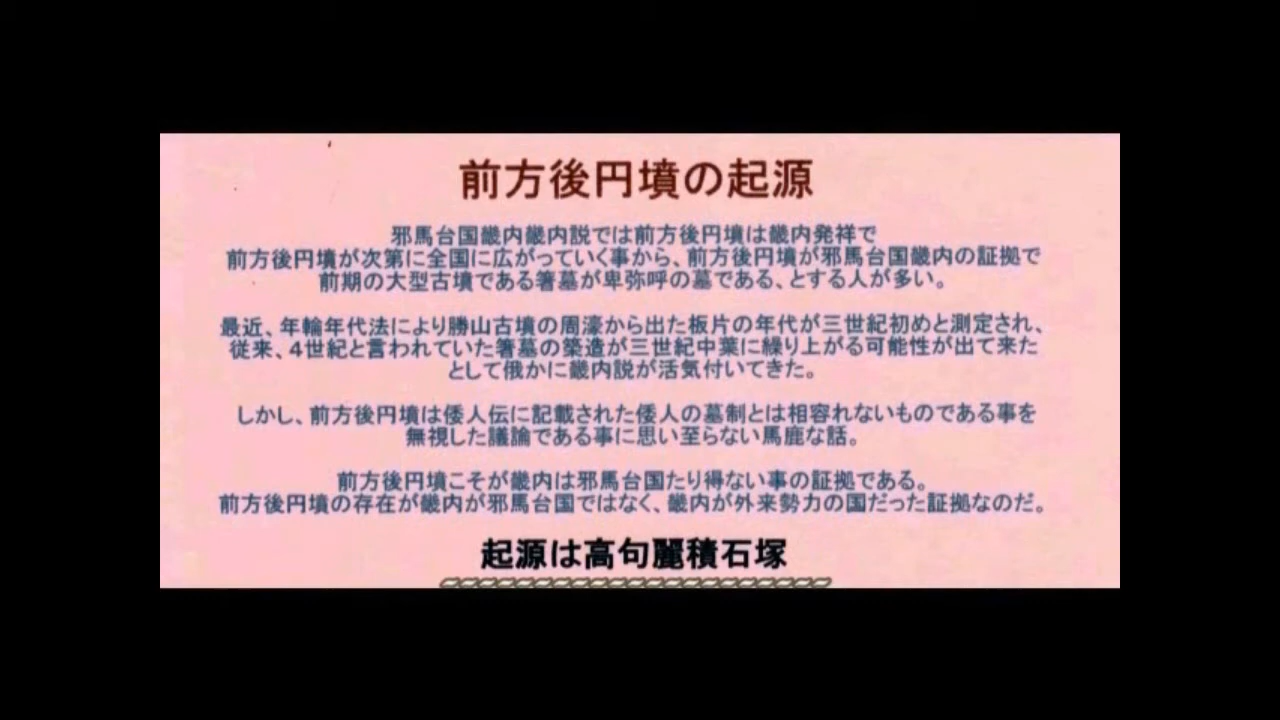 前方後円墳の起源
邪馬台国畿内畿内説では前方後円墳は畿内発祥で
前方後円墳が次第に全国に広がっていく事から、前方後円墳が邪馬台国畿内の証拠で
前期の大型古墳である箸墓が卑弥呼の墓である、とする人が多い。
最近、年輪年代法により勝山古墳の周濠から出た板片の年代が三世紀初めと測定され、
従来、４世紀と言われていた箸墓の築造が三世紀中葉に繰り上がる可能性が出て来た
として俄かに畿内説が活気付いてきた。
しかし、前方後円墳は倭人伝に記載された倭人の墓制とは相容れないものである事を
無視した議論である事に思い至らない馬鹿な話。
前方後円墳こそが畿内は邪馬台国たり得ない事の証拠である。
前方後円墳の存在が畿内が邪馬台国ではなく、畿内が外来勢力の国だった証拠なのだ。
起源は高句麗積石塚